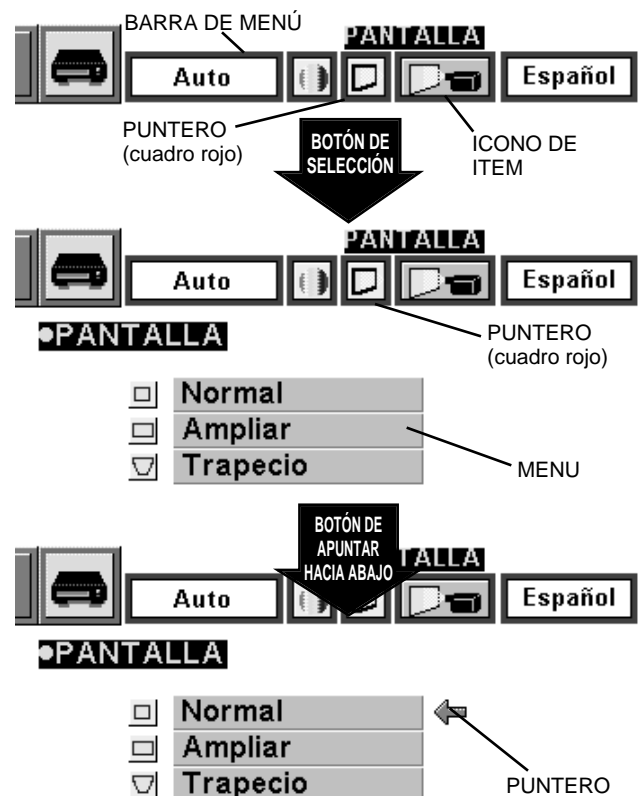 BARRA DE MENÚ
PANTALLA
Auto
Español
PUNTERO
(cuadro rojo)
BOTÓN DE
SELECCIÓN
ICONO DE
ITEM
PANTALLA
Auto
Español
PUNTERO
(cuadro rojo)
PANTALLA
Normal
Ampliar
Trapecio
MENU
BOTÓN DE
APUNTAR
HACIA ABAJO
TALLA
Auto
Español
PANTALLA
Normal
Ampliar
Trapecio
PUNTERO